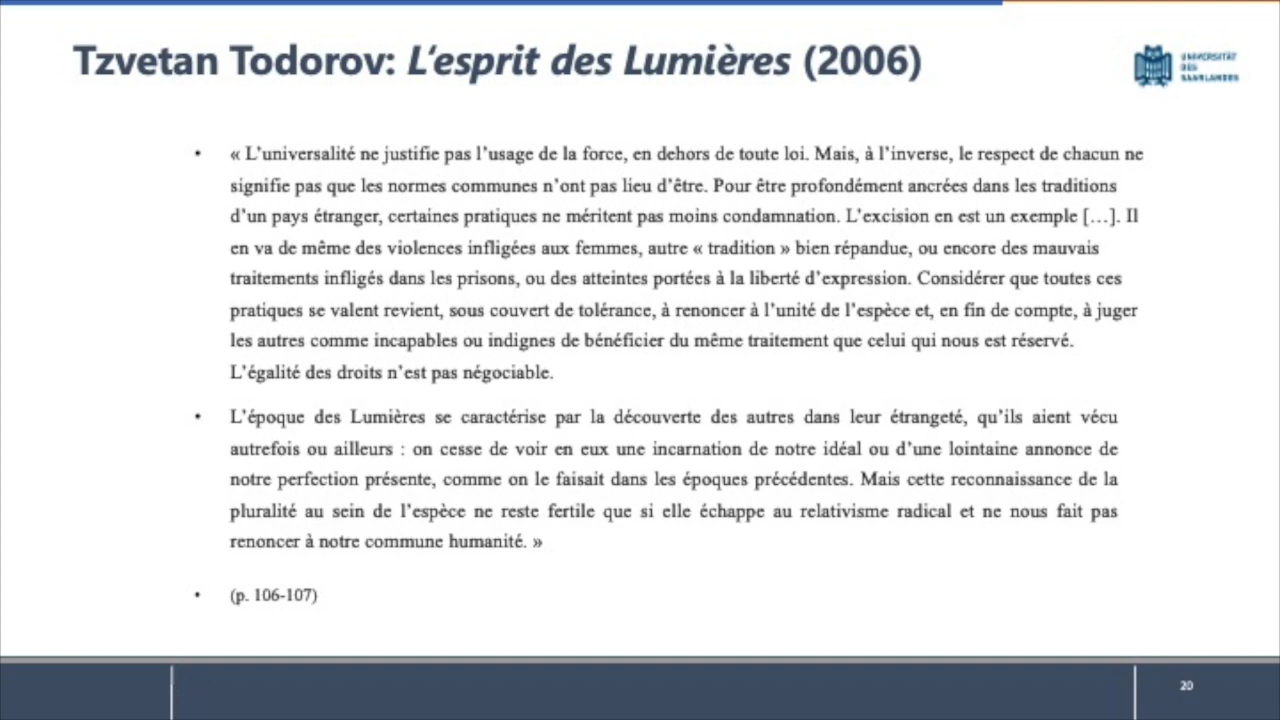 Tzvetan Todorov: L‘esprit des Lumières (2006)
UNIVERSITÄT
DES
SAARLANDES
• « L’universalité ne justifie pas l’usage de la force, en dehors de toute loi. Mais, à l’inverse, le respect de chacun ne
signifie pas que les normes communes n’ont pas lieu d’être. Pour être profondément ancrées dans les traditions
d’un pays étranger, certaines pratiques ne méritent pas moins condamnation. L’excision en est un exemple […]. Il
en va de même des violences infligées aux femmes, autre « tradition » bien répandue, ou encore des mauvais
traitements infligés dans les prisons, ou des atteintes portées à la liberté d’expression. Considérer que toutes ces
pratiques se valent revient, sous couvert de tolérance, à renoncer à l’unité de l’espèce et, en fin de compte, à juger
les autres comme incapables ou indignes de bénéficier du même traitement que celui qui nous est réservé.
L’égalité des droits n’est pas négociable.
• L’époque des Lumières se caractérise par la découverte des autres dans leur étrangeté, qu’ils aient vécu
autrefois ou ailleurs : on cesse de voir en eux une incarnation de notre idéal ou d’une lointaine annonce de
notre perfection présente, comme on le faisait dans les époques précédentes. Mais cette reconnaissance de la
pluralité au sein de l’espèce ne reste fertile que si elle échappe au relativisme radical et ne nous fait pas
renoncer à notre commune humanité. »
• (p. 106-107)
20